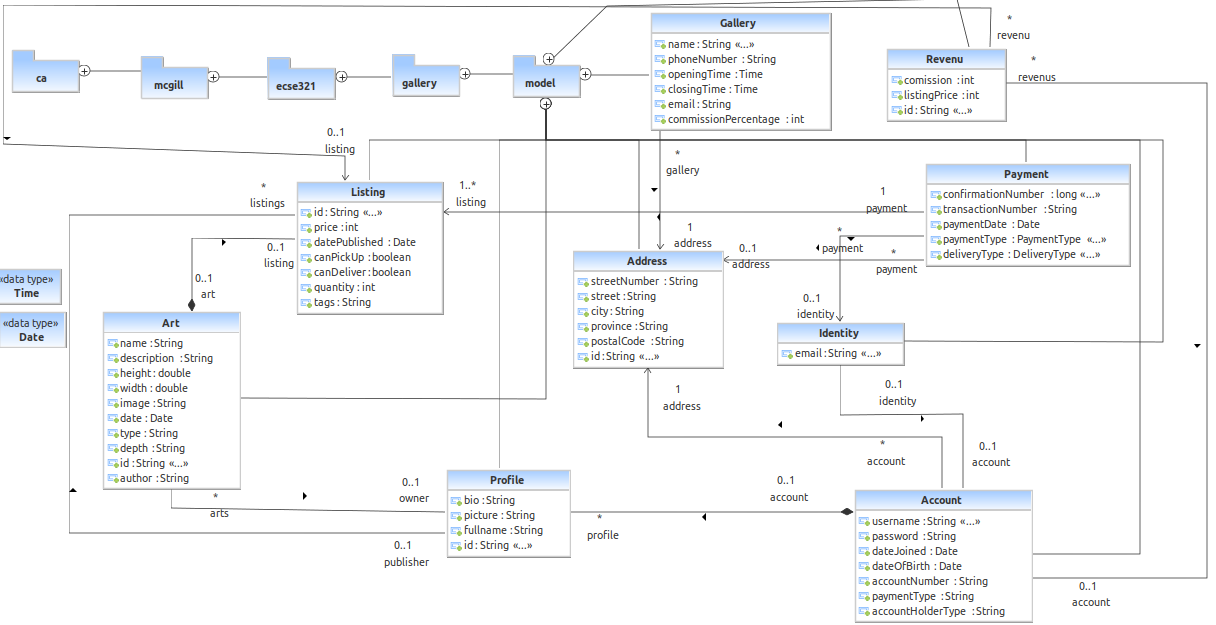 ca
mcgill
ecse321
gallery
model
Gallery
name : String «...»
phoneNumber : String
openingTime : Time
closingTime : Time
email : String
commissionPercentage : int
*
revenu
Revenu
comission : int
listingPrice : int
id : String «...»
*
revenus
0..1
listing
*
listings
Listing
id : String «...»
price : int
datePublished : Date
canPickUp : boolean
canDeliver : boolean
quantity : int
tags : String
1..*
listing
0..1
listing
0..1
art
*
gallery
1
address
1
payment
Payment
confirmationNumber : long «...»
transactionNumber : String
paymentDate : Date
paymentType : PaymentType «...»
deliveryType : DeliveryType «...»
*
payment
*
payment
0..1
address
Address
streetNumber : String
street : String
city : String
province : String
postalCode : String
id : String «...»
0..1
identity
Identity
email : String «...»
0..1
identity
«data type»
Time
«data type»
Date
Art
name : String
description : String
height : double
width : double
image : String
date : Date
type : String
depth : String
id : String «...»
author : String
1
address
*
account
0..1
account
*
arts
0..1
owner
Profile
bio : String
picture : String
fullname : String
id : String «...»
0..1
publisher
*
profile
0..1
account
Account
username : String «...»
password : String
dateJoined : Date
dateOfBirth : Date
accountNumber : String
paymentType : String
accountHolderType : String
0..1
account